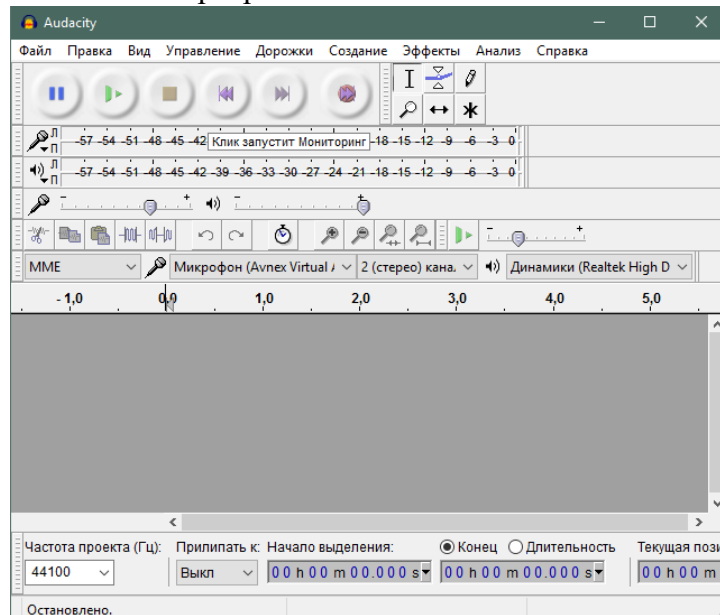 Audacity
Файл Правка Вид Управление Дорожки Создание Эффекты Анализ Справка
Л
П
-57 -54 -51 -48 -45 -42 Клик запустит Мониторинг -18 -15 -12 -9 -6 -3 0
Л
П
-57 -54 -51 -48 -45 -42 -39 -36 -33 -30 -27 -24 -21 -18 -15 -12 -9 -6 -3 0
- + - +
- +
MME Микрофон (Avnex Virtual 2 (стерео) кана. Динамики (Realtek High D
- 1,0 0,0 1,0 2,0 3,0 4,0 5,0
Частота проекта (Гц): Прилипать к: Начало выделения: Конец Длительность Текущая пози
44100 Выкл 00 h 00 m 00.000 s 00 h 00 m 00.000 s 00 h 00 m
Остановлено.